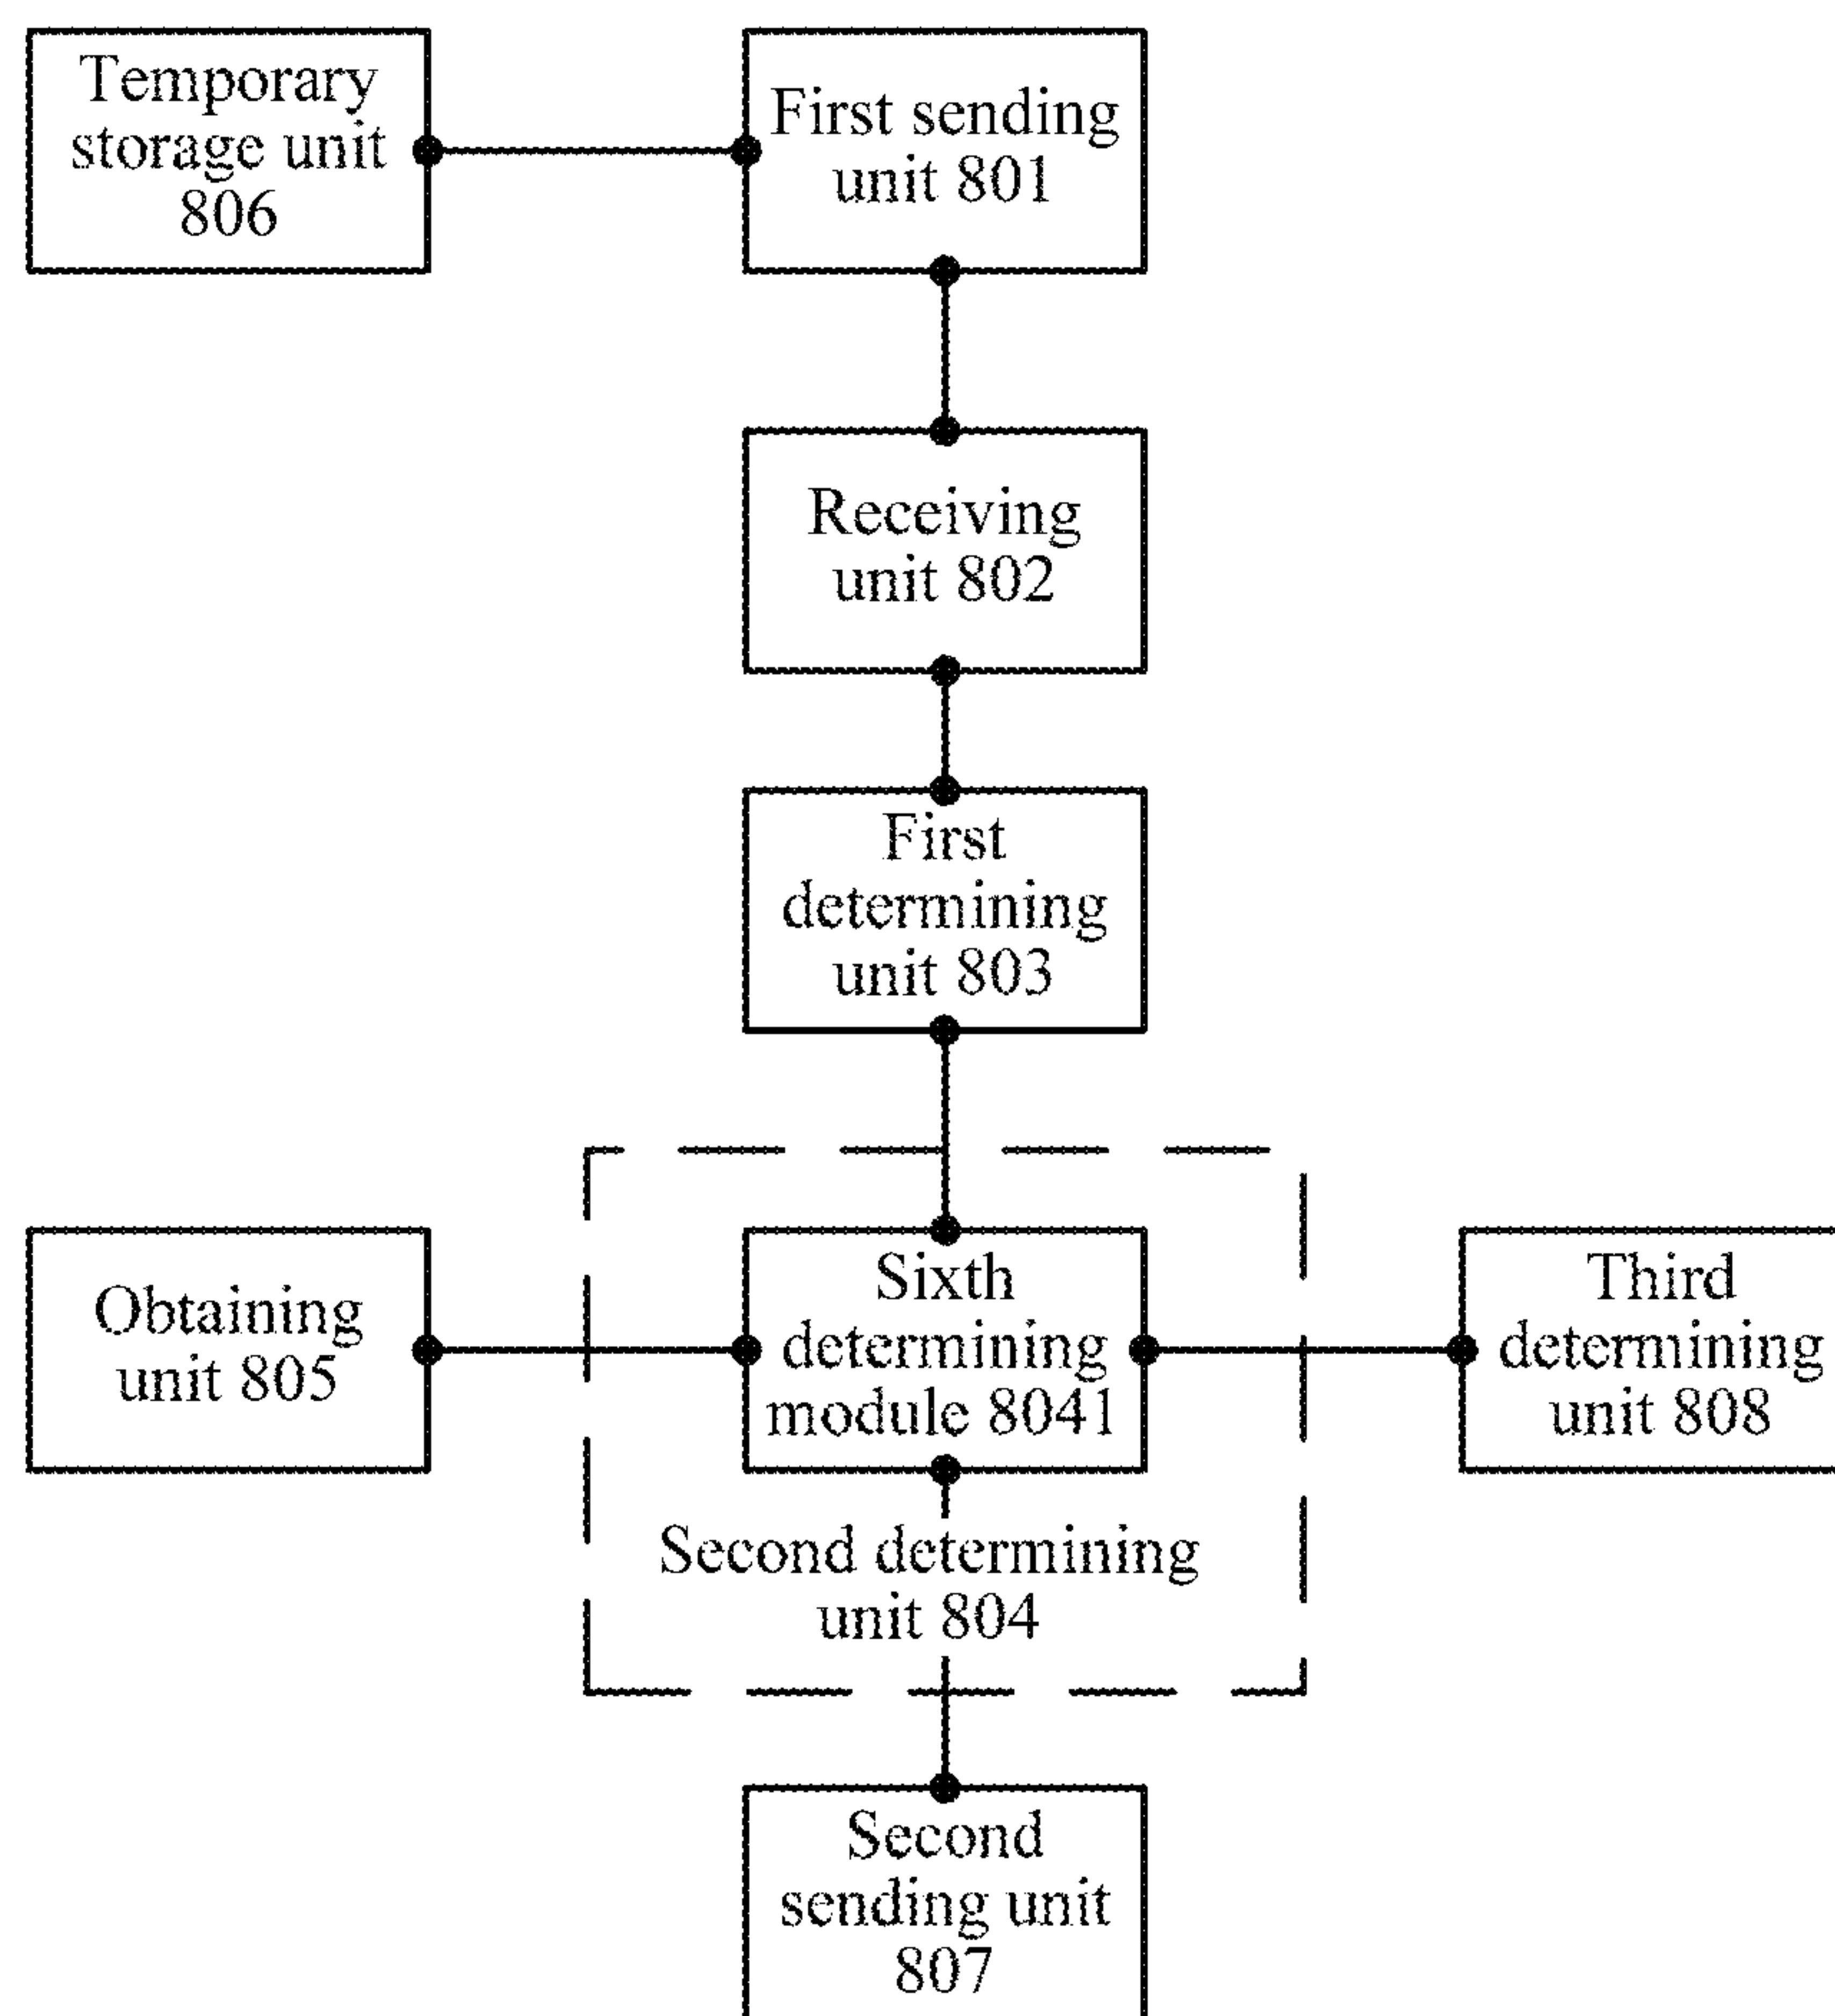 Temporary
storage unit
806
First sending
unit 801
Receiving
unit 802
First
determining
unit 803
Obtaining
unit 805
Sixth
determining
module 8041
Third
determining
unit 808
Second determining
unit 804
Second
sending unit
807